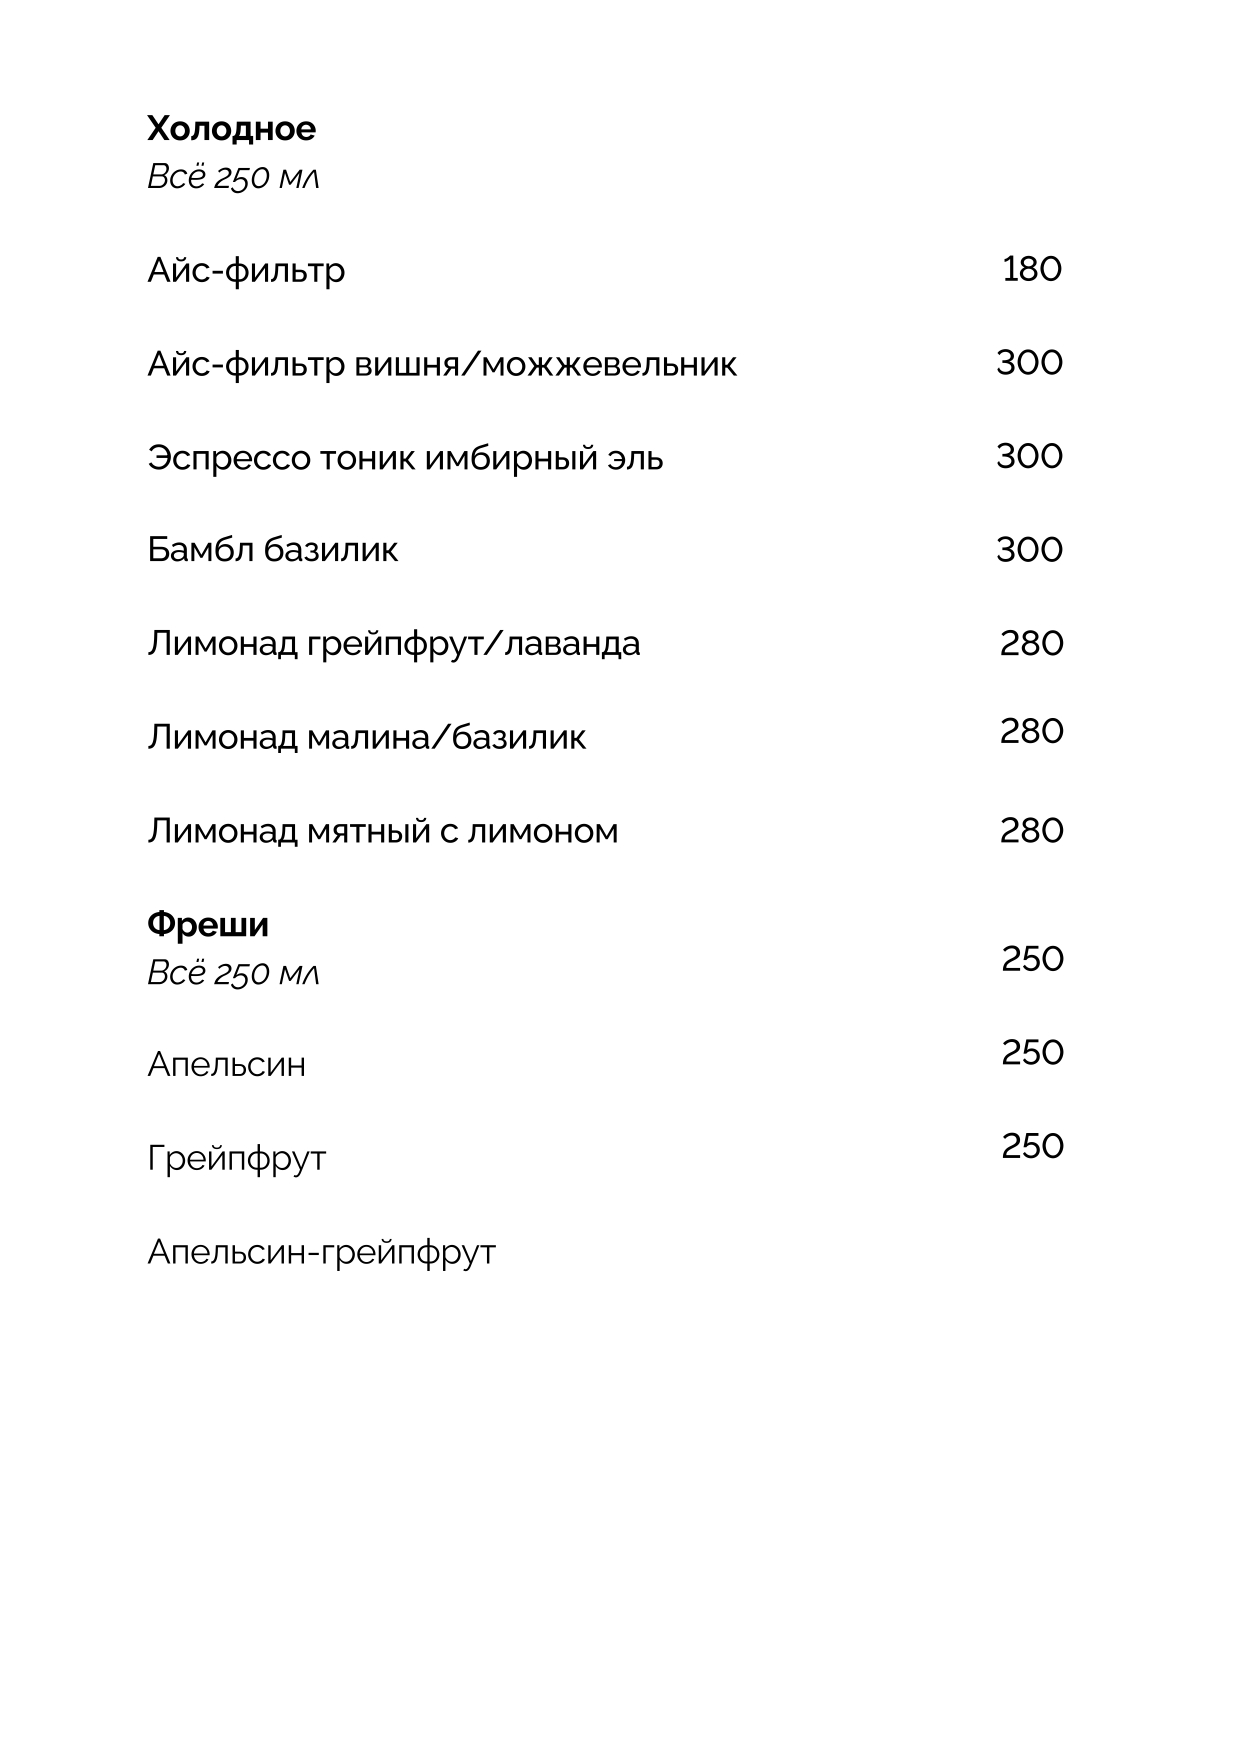 Холодное
Всё 250 мл
Айс-фильтр 180
Айс-фильтр вишня/можжевельник 300
Эспрессо тоник имбирный эль 300
Бамбл базилик 300
Лимонад грейпфрут/лаванда 280
Лимонад малина/базилик 280
Лимонад мятный с лимоном 280
Фреши
250
Всё 250 мл
250
Апельсин
250
Грейпфрут
Апельсин-грейпфрут